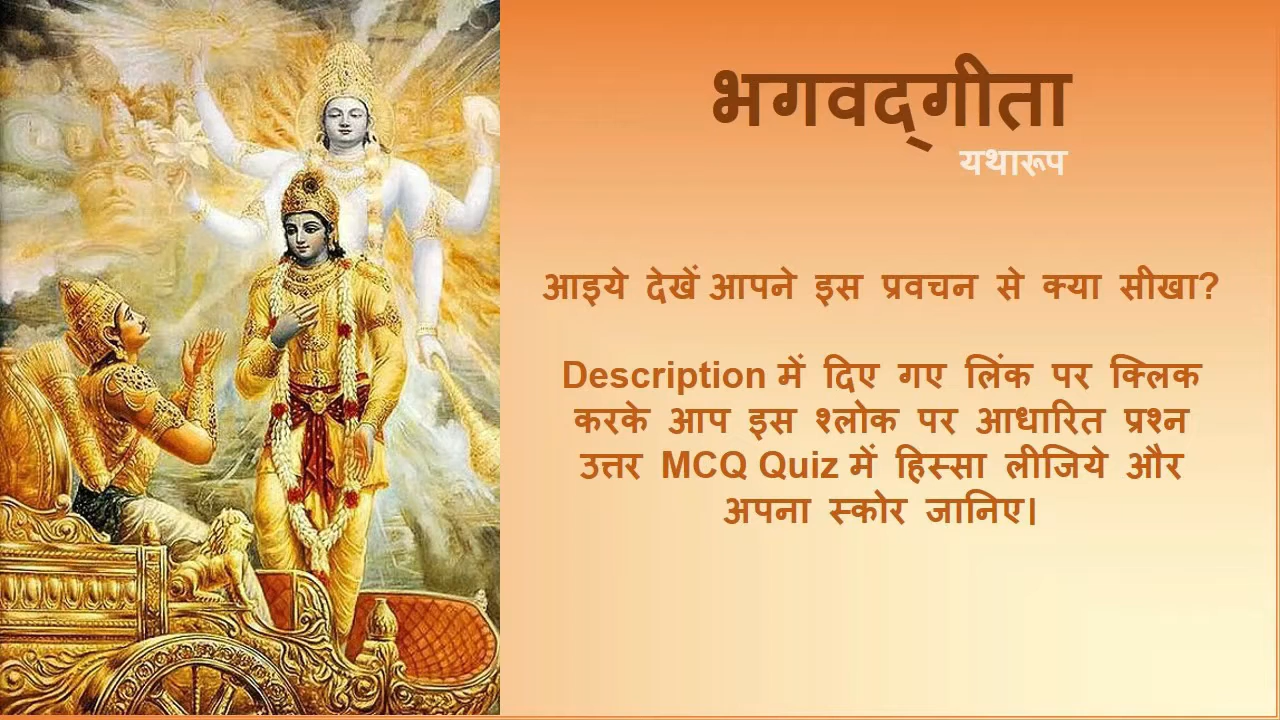 भगवद्‌गीता
यथारूप
आइये देखें आपने इस प्रवचन से क्या सीखा?
Description में दिए गए लिंक पर क्लिक
करके आप इस श्लोक पर आधारित प्रश्न
उत्तर MCQ Quiz में हिस्सा लीजिये और
अपना स्कोर जानिए।